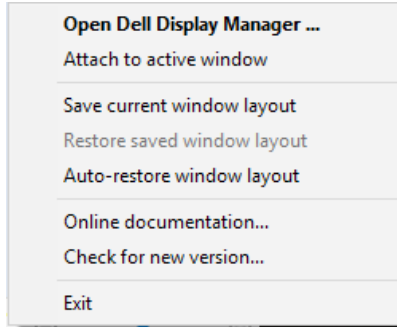 Open Dell Display Manager ...
Attach to active window
Save current window layout
Restore saved window layout
Auto-restore window layout
Online documentation...
Check for new version...
Exit